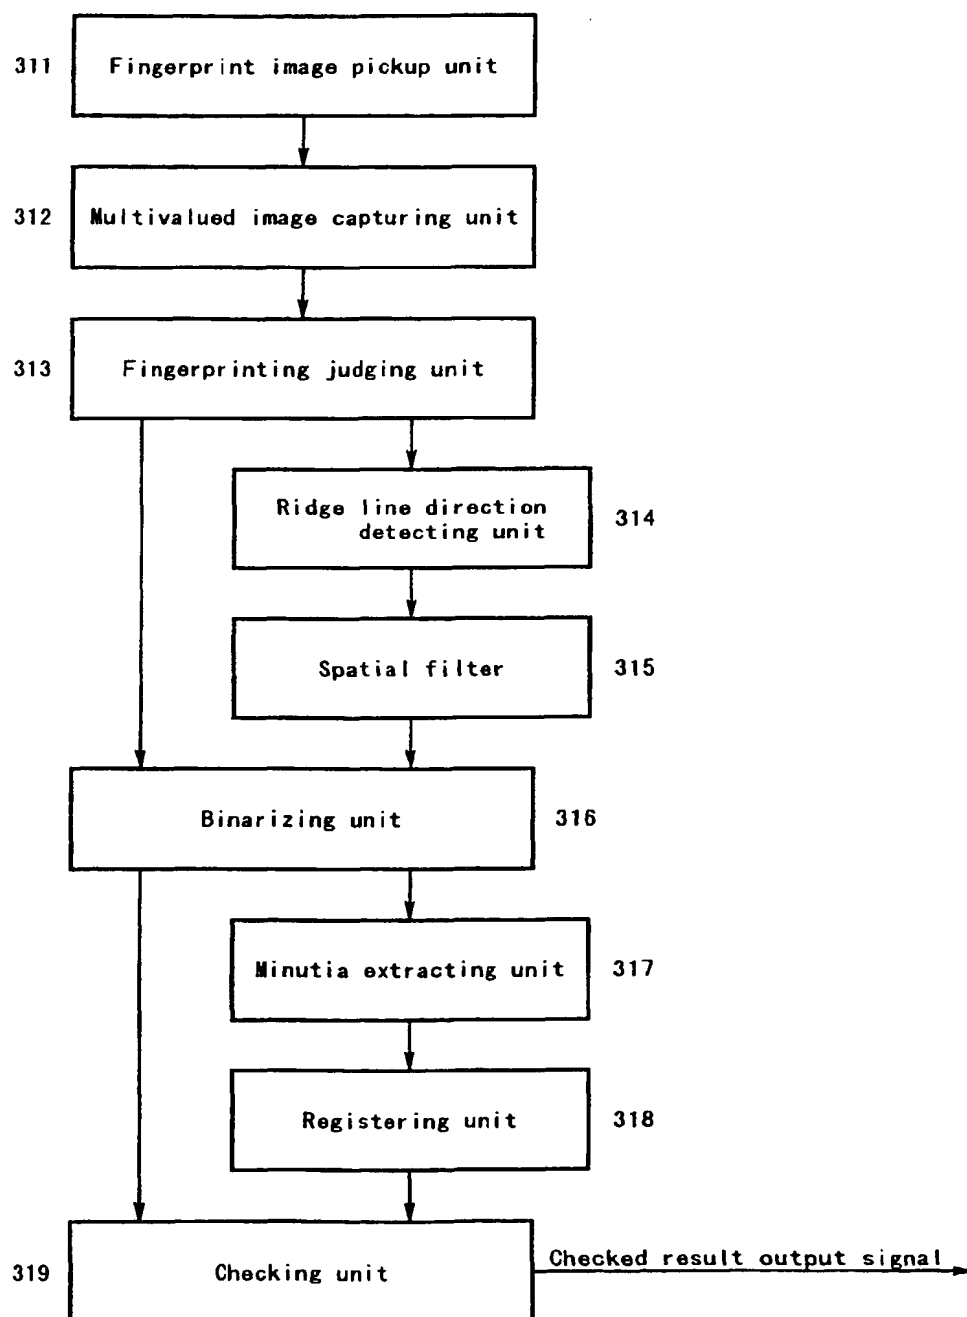 311 Fingerprint image pickup unit
312 Multivalued image capturing unit
313 Fingerprinting judging unit
Ridge line direction
detecting unit 314
Spatial filter 315
Binarizing unit 316
Minutia extracting unit 317
Registering unit 318
Checked result output signal
319 Checking unit